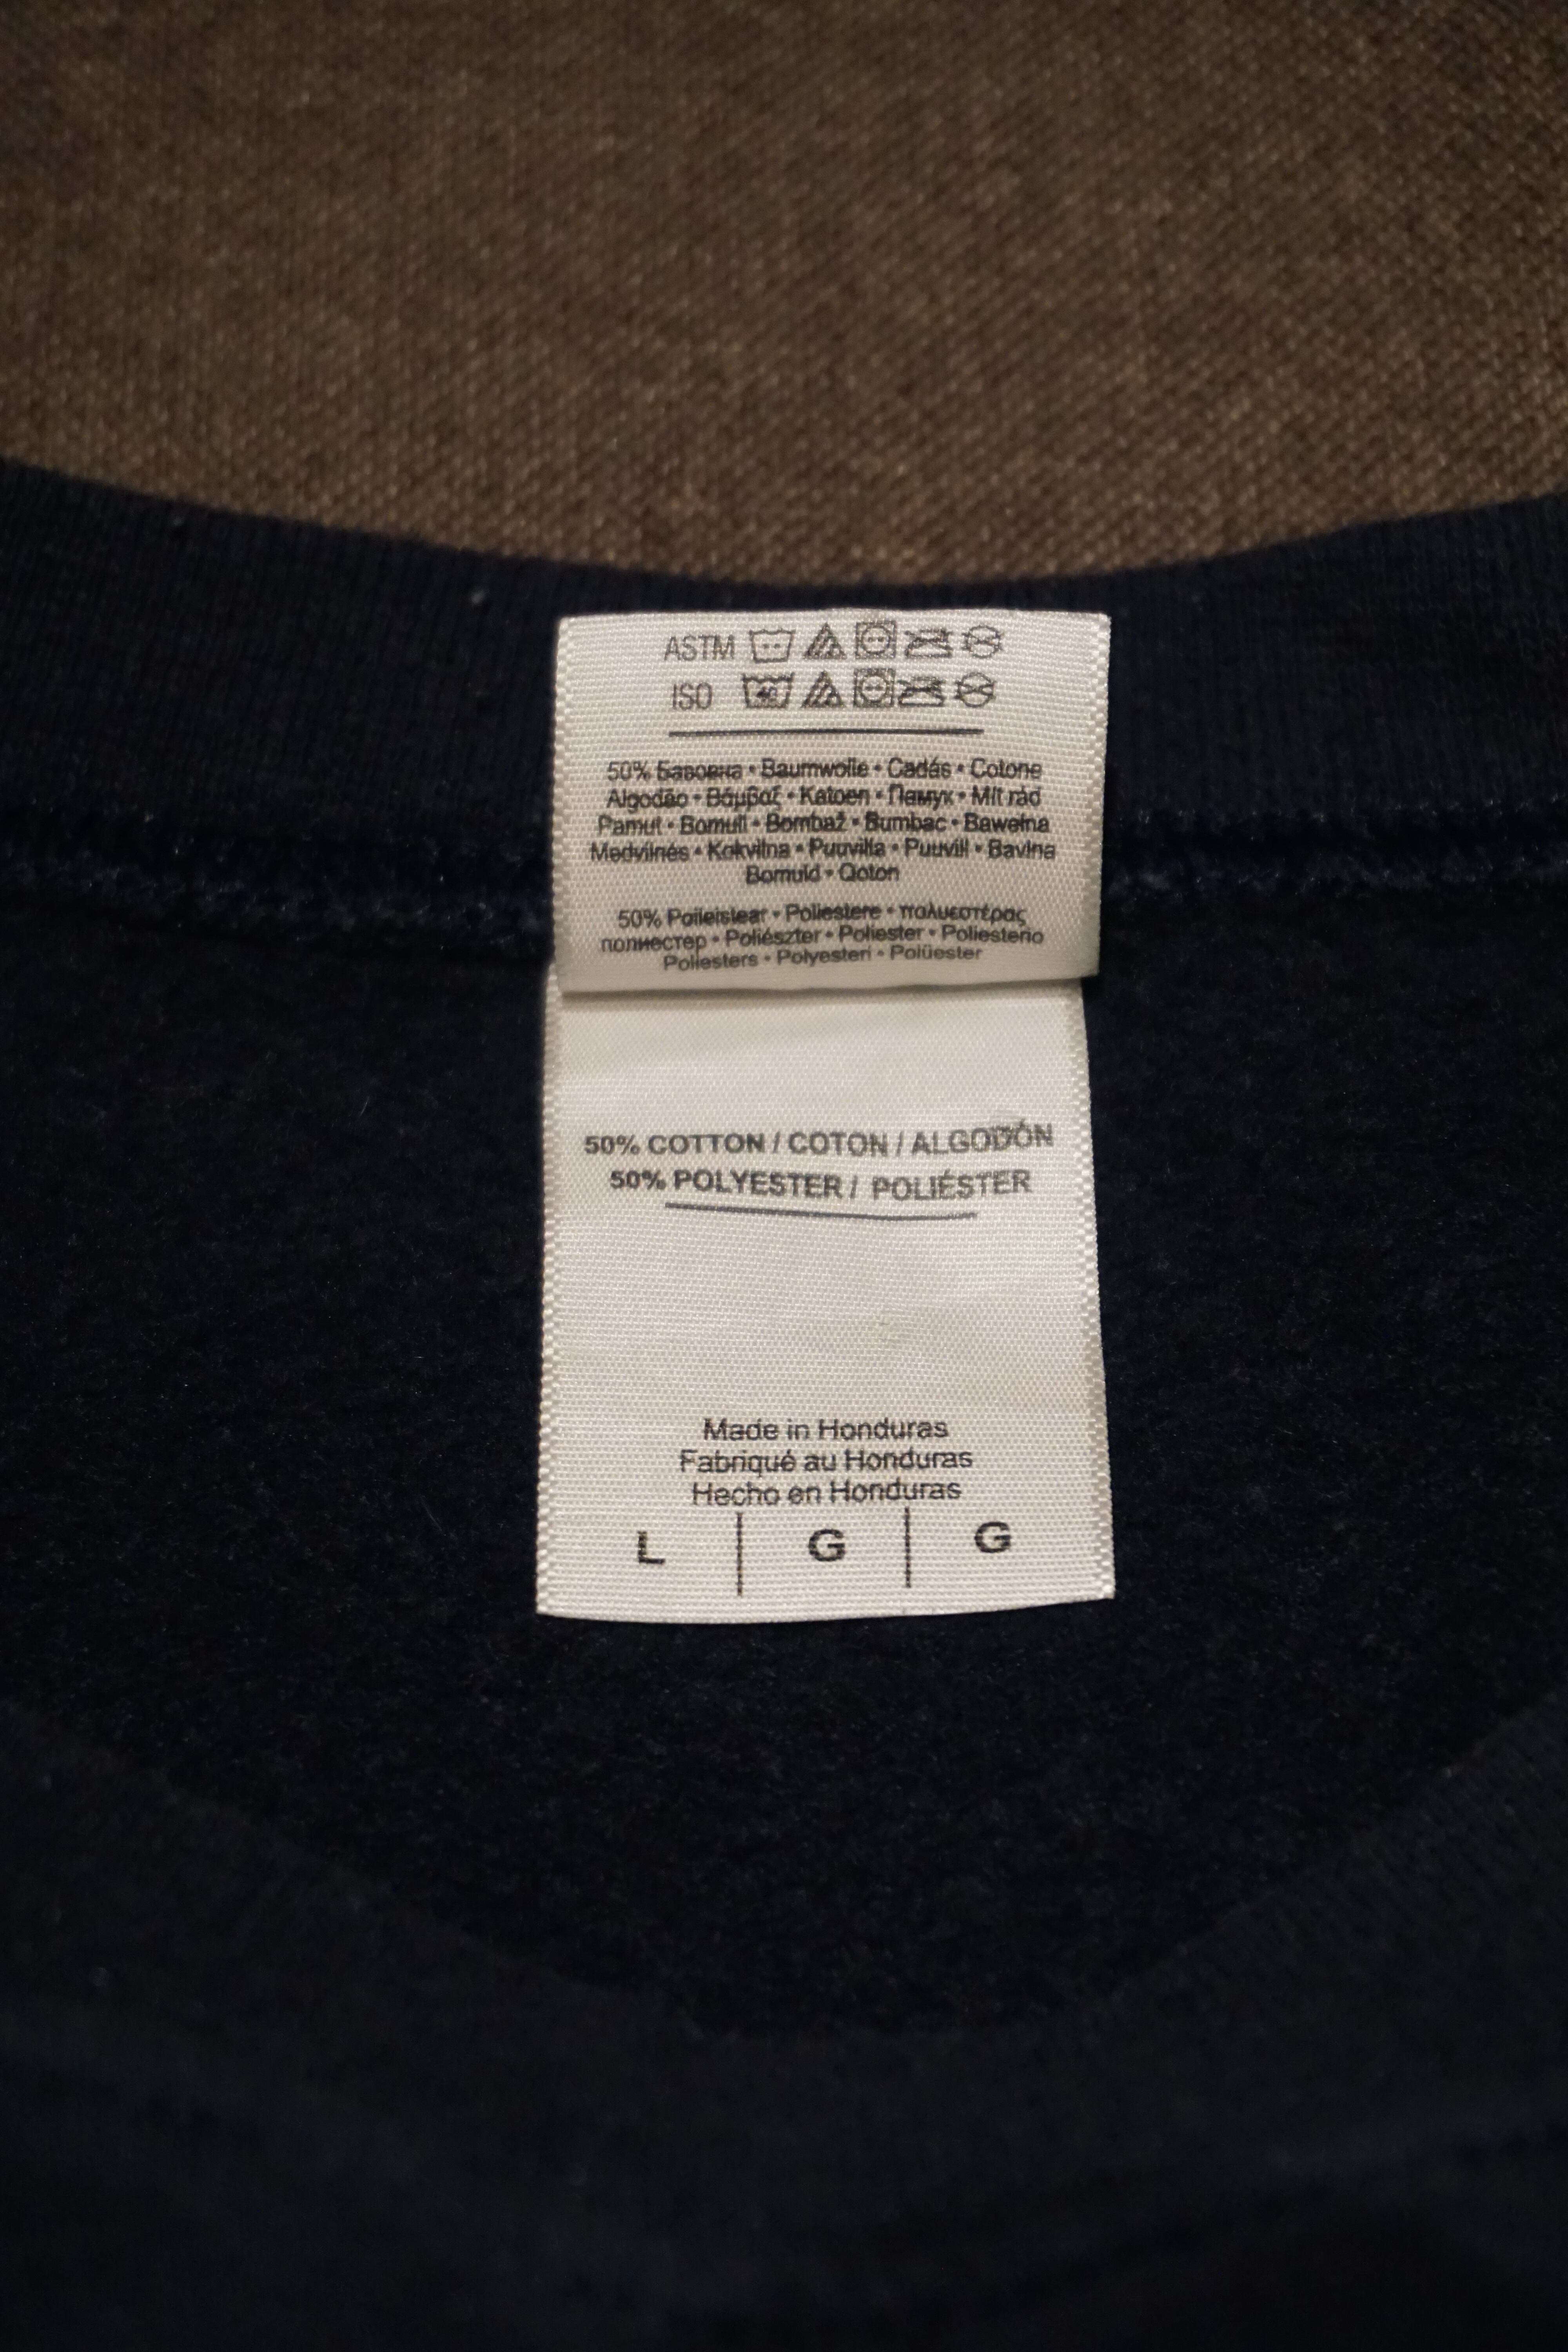 ASTM
ISO 40
50% Бавовна • Baumwolle • Cadás • Cotone
Algodão • Βάμβαξ • Katoen • Памук • Mit rád
Pamut • Bomull • Bombaž • Bumbac • Bawełna
Medvilnės • Kokvilna • Puuvilla • Puuvill • Bavlna
Bomuld • Qoton
50% Poileistear • Poliestere • πολυεστέρας
полиестер • Poliészter • Poliester • Poliesterio
Poliesters • Polyesteri • Polüester
50% COTTON / COTON / ALGODÓN
50% POLYESTER / POLIÉSTER
Made in Honduras
Fabriqué au Honduras
Hecho en Honduras
L | G | G